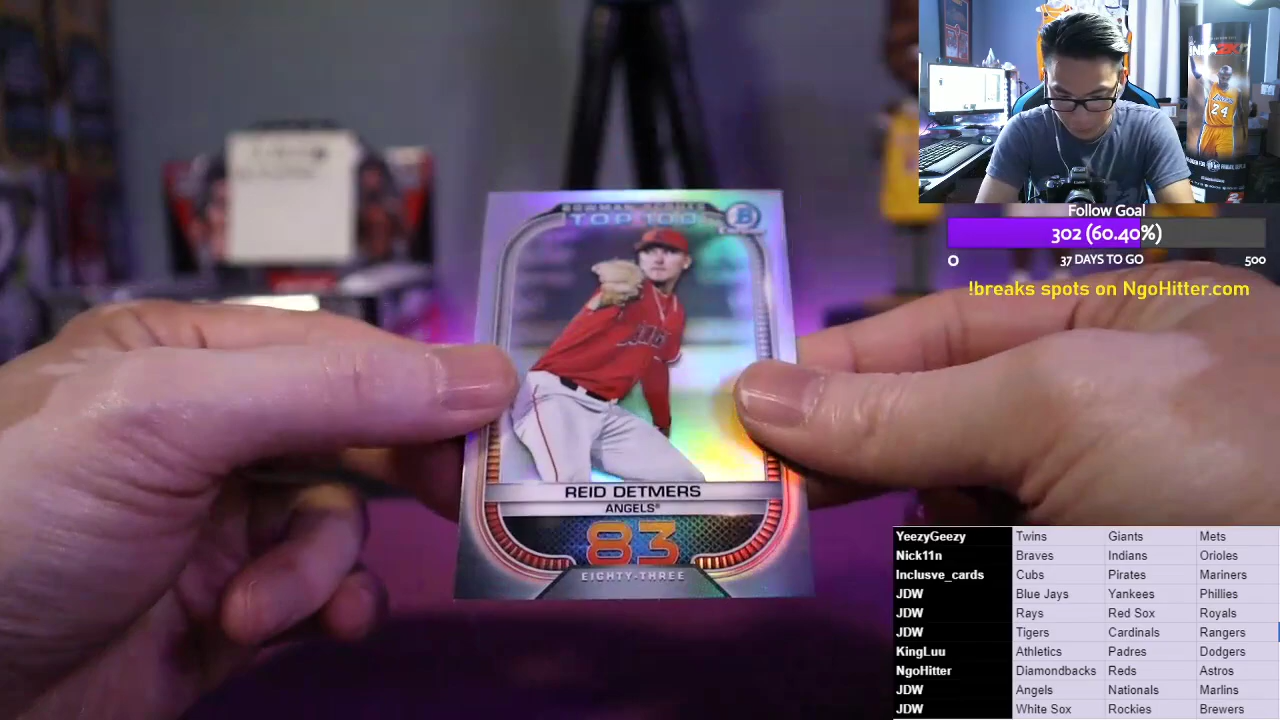 NBA2K17
24
Follow Goal
302 (60.40%)
0 37 DAYS TO GO 500
!breaks spots on NgoHitter.com
BOWMAN SCOUTS
TOP 100
B
REID DETMERS
ANGELS®
83
EIGHTY-THREE
YeezyGeezy Twins Giants Mets
Nick11n Braves Indians Orioles
Inclusve_cards Cubs Pirates Mariners
JDW Blue Jays Yankees Phillies
JDW Rays Red Sox Royals
JDW Tigers Cardinals Rangers
KingLuu Athletics Padres Dodgers
NgoHitter Diamondbacks Reds Astros
JDW Angels Nationals Marlins
JDW White Sox Rockies Brewers